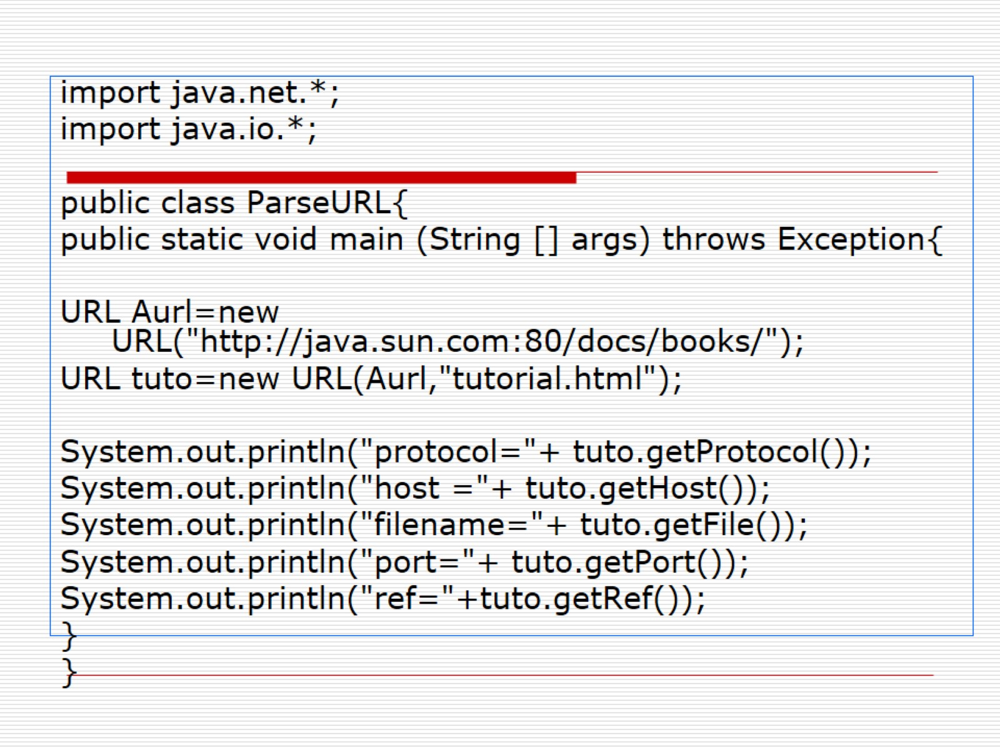 import java.net.*;
import java.io.*;
public class ParseURL{
public static void main (String [] args) throws Exception{
URL Aurl=new
URL("http://java.sun.com:80/docs/books/");
URL tuto=new URL(Aurl,"tutorial.html");
System.out.println("protocol="+ tuto.getProtocol());
System.out.println("host ="+ tuto.getHost());
System.out.println("filename="+ tuto.getFile());
System.out.println("port="+ tuto.getPort());
System.out.println("ref="+tuto.getRef());
}
}